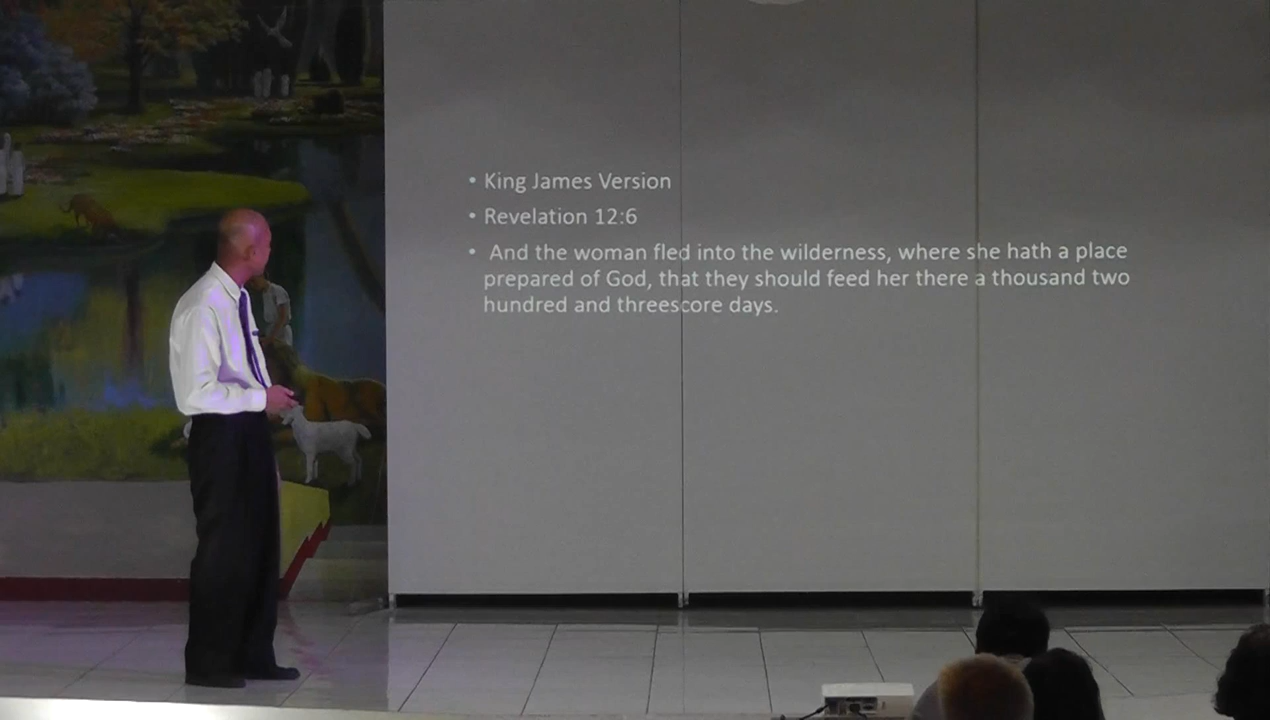 • King James Version
• Revelation 12:6
• And the woman fled into the wilderness, where she hath a place
prepared of God, that they should feed her there a thousand two
hundred and threescore days.